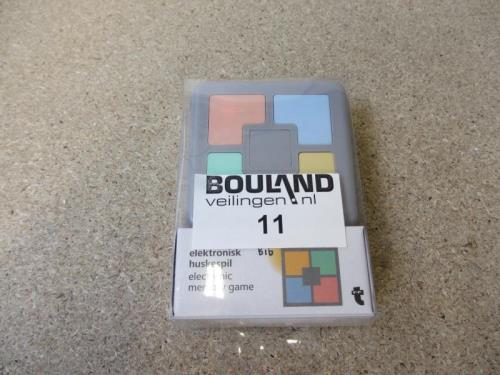 BOULAND
veilingen.nl
11
elektronisk
huskespil
electronic
memory game